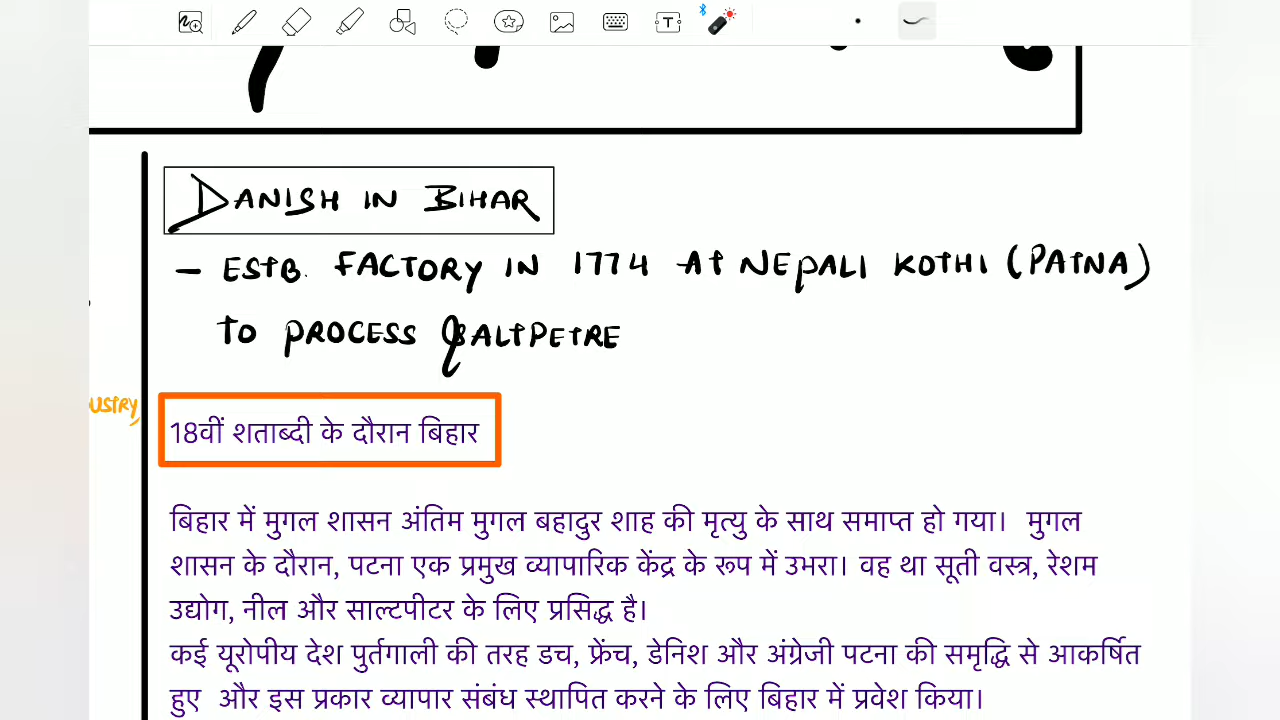 DANISH IN BIHAR
- ESTB. FACTORY IN 1774 AT NEPALI KOTHI (PATNA)
TO PROCESS SALTPETRE
USTRY,
18वीं शताब्दी के दौरान बिहार
बिहार में मुगल शासन अंतिम मुगल बहादुर शाह की मृत्यु के साथ समाप्त हो गया। मुगल
शासन के दौरान, पटना एक प्रमुख व्यापारिक केंद्र के रूप में उभरा। वह था सूती वस्त्र, रेशम
उद्योग, नील और साल्टपीटर के लिए प्रसिद्ध है।
कई यूरोपीय देश पुर्तगाली की तरह डच, फ्रेंच, डेनिश और अंग्रेजी पटना की समृद्धि से आकर्षित
हुए और इस प्रकार व्यापार संबंध स्थापित करने के लिए बिहार में प्रवेश किया।